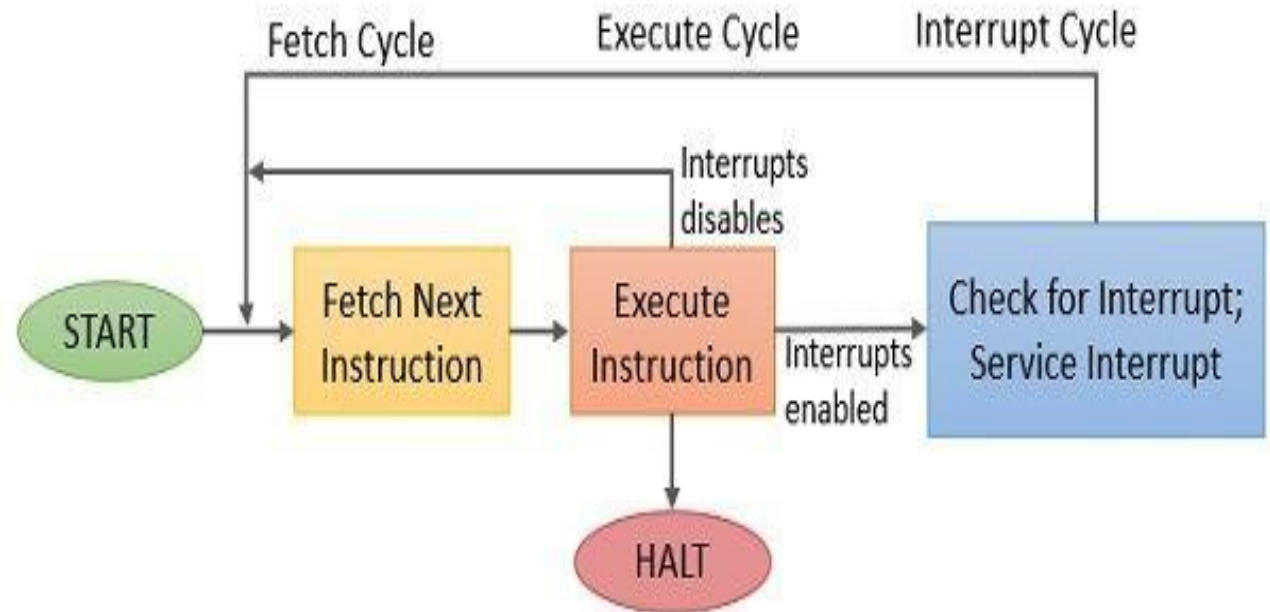 Fetch Cycle
Execute Cycle
Interrupt Cycle
Interrupts
disables
START
Fetch Next
Instruction
Execute
Instruction
Interrupts
enabled
Check for Interrupt;
Service Interrupt
HALT